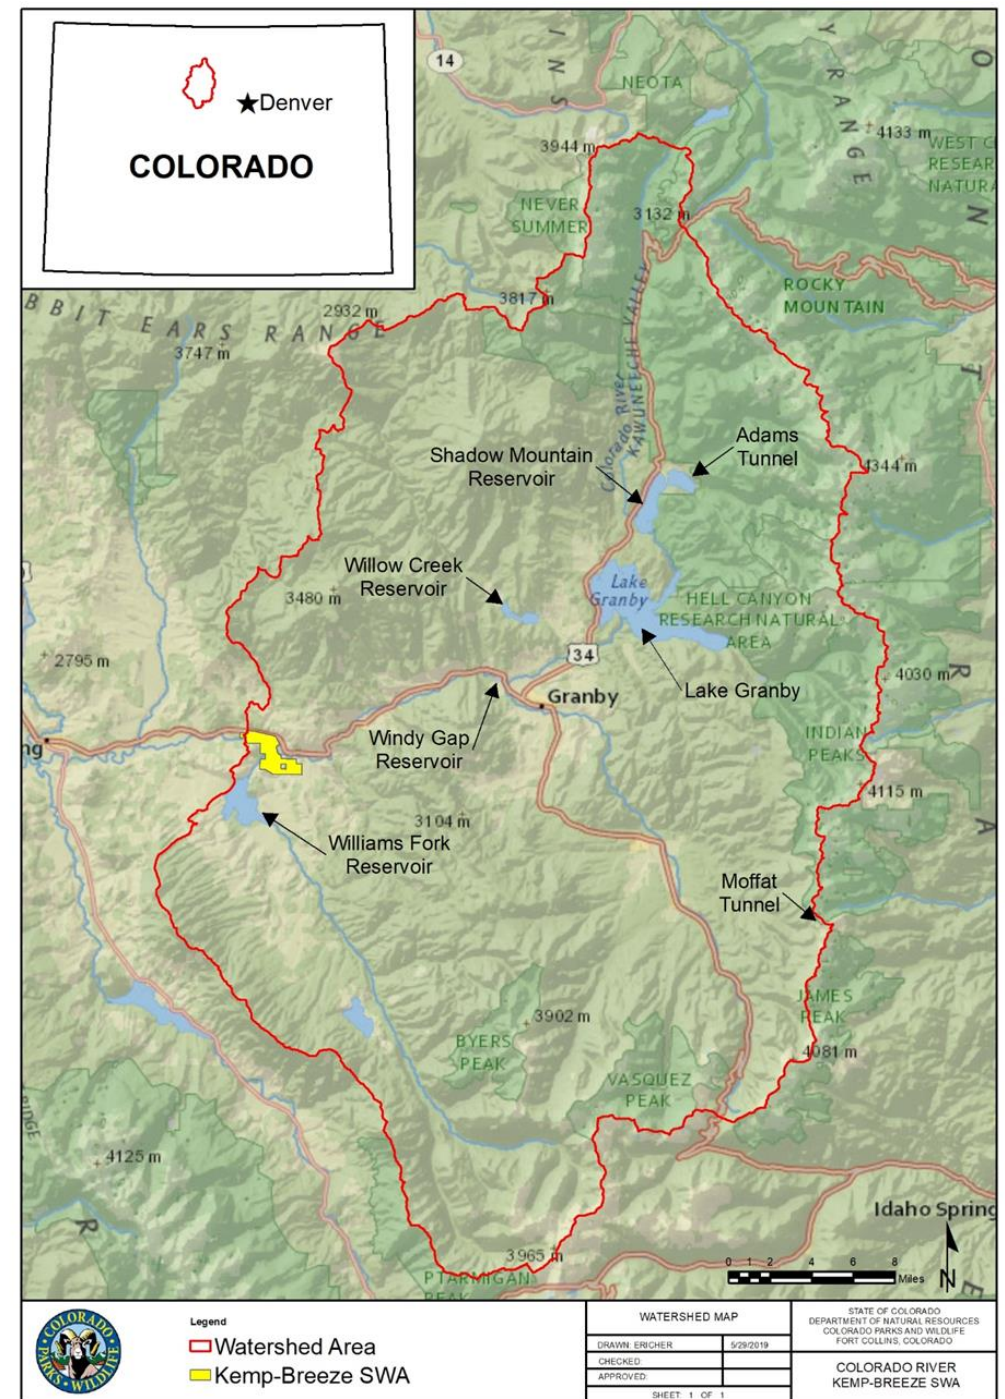 Denver
COLORADO
14
NEOTA
3944 m
4133 m
RANGE
NEVER
SUMMER
3132 m
ROCKY
MOUNTAIN
3817 m
2932 m
EARS RANGE
3747 m
KAWUNEECHE VALLEY
Colorado River
Adams
Tunnel
Shadow Mountain
Reservoir
4344 m
Willow Creek
Reservoir
Lake
Granby
3480 m
HELL CANYON
RESEARCH NATURAL
AREA
34
2795 m
4030 m
Granby
Lake Granby
Windy Gap
Reservoir
INDIAN
PEAKS
4115 m
3104 m
Williams Fork
Reservoir
Moffat
Tunnel
JAMES
PEAK
3902 m
BYERS
PEAK
4081 m
VASQUEZ
PEAK
4125 m
Idaho Spring
3965 m
PTARMIGAN
PEAK
0 1 2 4 6 8
Miles
N
COLORADO
PARKS & WILDLIFE
Legend
Watershed Area
Kemp-Breeze SWA
WATERSHED MAP
DRAWN: ERICHER 5/29/2019
CHECKED:
APPROVED:
SHEET: 1 OF 1
STATE OF COLORADO
DEPARTMENT OF NATURAL RESOURCES
COLORADO PARKS AND WILDLIFE
FORT COLLINS, COLORADO
COLORADO RIVER
KEMP-BREEZE SWA